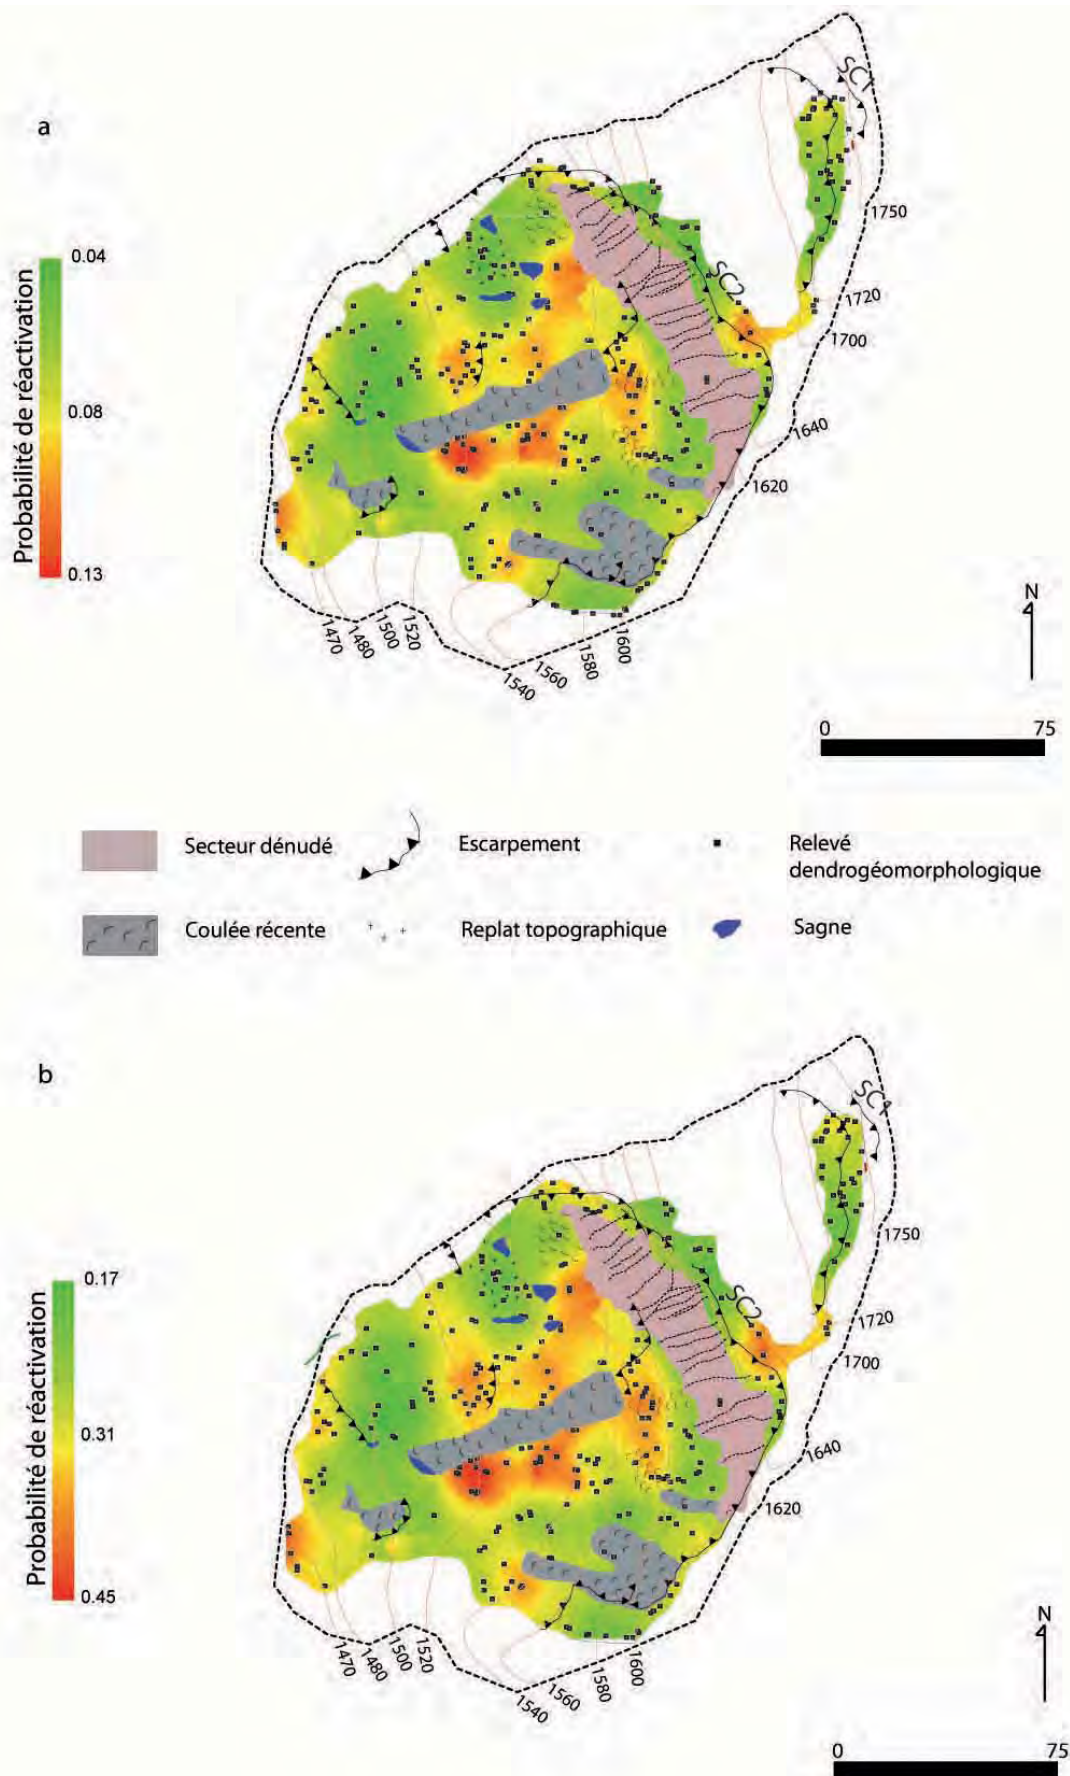 a
SC1
1750
Probabilité de réactivation
0.04
0.08
0.13
SC2
1720
1700
1640
1620
1470
1480
1500
1520
1540
1560
1580
1600
N
0 75
Secteur dénudé
Escarpement
Relevé
dendrogéomorphologique
Coulée récente
Replat topographique
Sagne
b
SC1
1750
Probabilité de réactivation
0.17
0.31
0.45
SC2
1720
1700
1640
1620
1470
1480
1500
1520
1540
1560
1580
1600
N
0 75